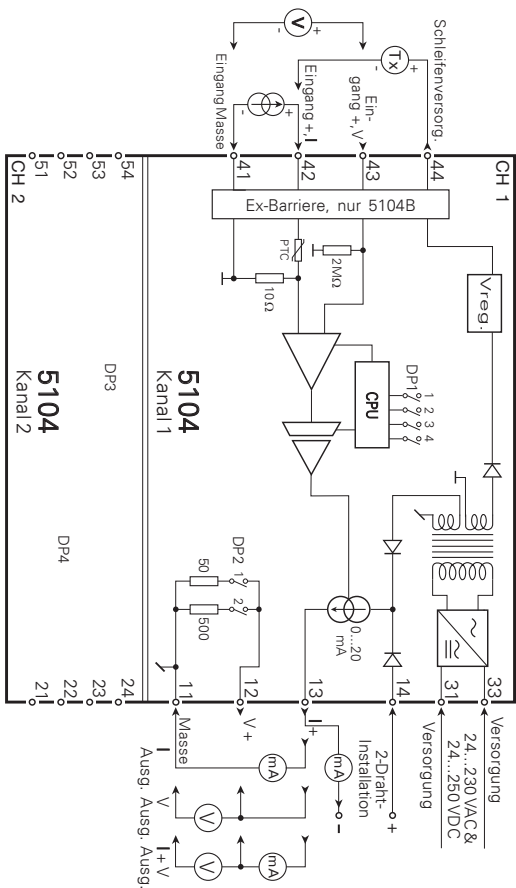 Schleifenversorg.
Ein-
gang +,V
Eingang +, I
Eingang Masse
Tx
+
-
V
+
-
+
-
CH 1
44
43
42
41
Ex-Barriere, nur 5104B
Vreg.
2MΩ
PTC
10Ω
CPU
DP1
1
2
3
4
5104
Kanal 1
DP2
1
2
50
500
0...20
mA
33
31
14
13
12
11
Versorgung
24...230 VAC &
24...250 VDC
Versorgung
+
2-Draht-
Installation
I+
mA
-
V +
Masse
mA
V
mA
V
I
Ausg.
V
Ausg.
I + V
Ausg.
CH 2
54
53
52
51
DP3
5104
Kanal 2
DP4
24
23
22
21